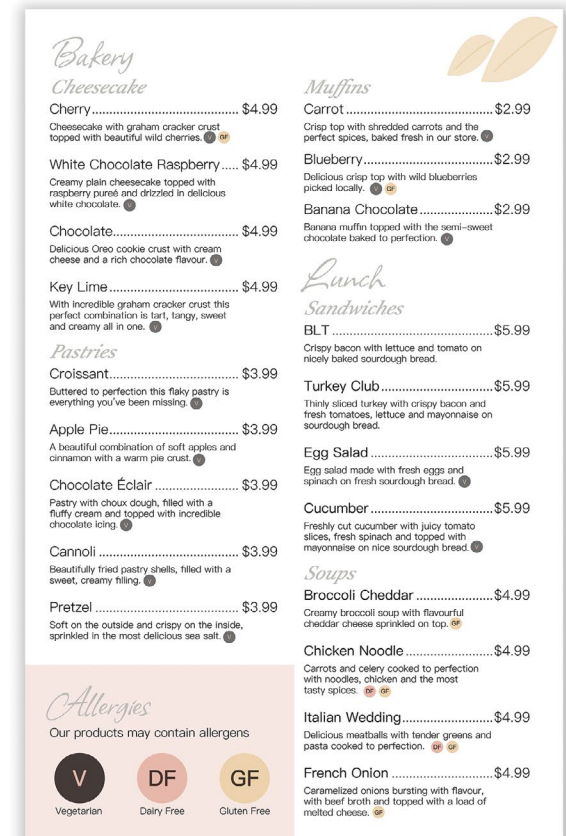 Bakery
Cheesecake
Cherry..................................... $4.99
Cheesecake with graham cracker crust
topped with beautiful wild cherries. V GF
White Chocolate Raspberry..... $4.99
Creamy plain cheesecake topped with
raspberry pureé and drizzled in delicious
white chocolate. V
Chocolate................................ $4.99
Delicious Oreo cookie crust with cream
cheese and a rich chocolate flavour. V
Key Lime................................. $4.99
With incredible graham cracker crust this
perfect combination is tart, tangy, sweet
and creamy all in one. V
Pastries
Croissant................................. $3.99
Buttered to perfection this flaky pastry is
everything you've been missing. V
Apple Pie................................. $3.99
A beautiful combination of soft apples and
cinnamon with a warm pie crust. V
Chocolate Éclair ..................... $3.99
Pastry with choux dough, filled with a
fluffy cream and topped with incredible
chocolate icing. V
Cannoli ................................... $3.99
Beautifully fried pastry shells, filled with a
sweet, creamy filling. V
Pretzel .................................... $3.99
Soft on the outside and crispy on the inside,
sprinkled in the most delicious sea salt. V
Allergies
Our products may contain allergens
V DF GF
Vegetarian Dairy Free Gluten Free
Muffins
Carrot..................................... $2.99
Crisp top with shredded carrots and the
perfect spices, baked fresh in our store. V
Blueberry................................. $2.99
Delicious crisp top with wild blueberries
picked locally. V GF
Banana Chocolate................... $2.99
Banana muffin topped with the semi-sweet
chocolate baked to perfection. V
Lunch
Sandwiches
BLT ......................................... $5.99
Crispy bacon with lettuce and tomato on
nicely baked sourdough bread.
Turkey Club............................. $5.99
Thinly sliced turkey with crispy bacon and
fresh tomatoes, lettuce and mayonnaise on
sourdough bread.
Egg Salad ............................... $5.99
Egg salad made with fresh eggs and
spinach on fresh sourdough bread. V
Cucumber............................... $5.99
Freshly cut cucumber with juicy tomato
slices, fresh spinach and topped with
mayonnaise on nice sourdough bread. V
Soups
Broccoli Cheddar .................... $4.99
Creamy broccoli soup with flavourful
cheddar cheese sprinkled on top. GF
Chicken Noodle ....................... $4.99
Carrots and celery cooked to perfection
with noodles, chicken and the most
tasty spices. DF GF
Italian Wedding........................ $4.99
Delicious meatballs with tender greens and
pasta cooked to perfection. DF GF
French Onion .......................... $4.99
Caramelized onions bursting with flavour,
with beef broth and topped with a load of
melted cheese. GF